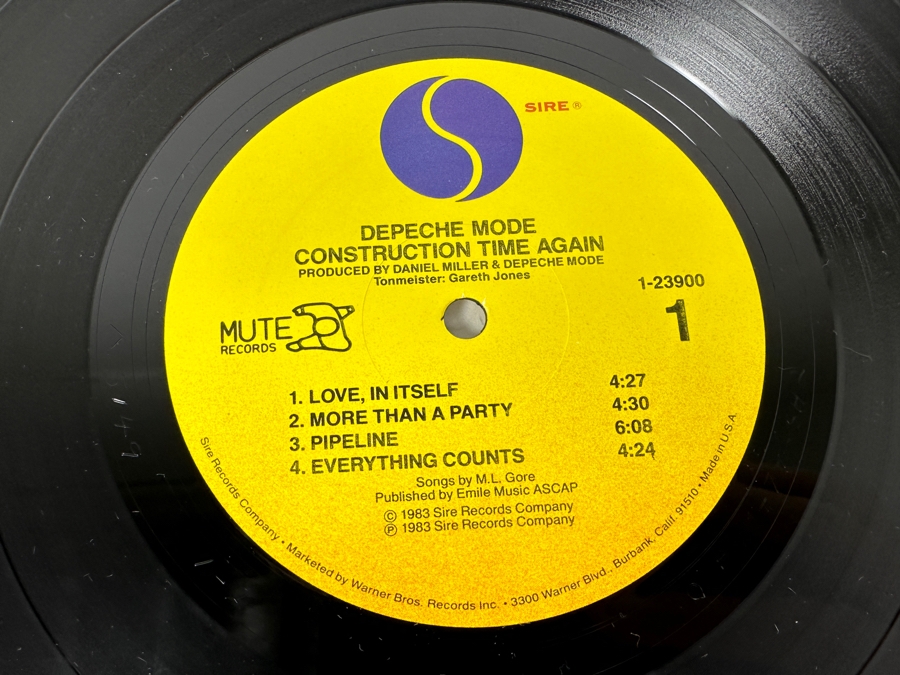 SIRE ®
DEPECHE MODE
CONSTRUCTION TIME AGAIN
PRODUCED BY DANIEL MILLER & DEPECHE MODE
Tonmeister: Gareth Jones
1-23900
1
MUTE
RECORDS
1. LOVE, IN ITSELF 4:27
2. MORE THAN A PARTY 4:30
3. PIPELINE 6:08
4. EVERYTHING COUNTS 4:24
Songs by M.L. Gore
Published by Emile Music ASCAP
© 1983 Sire Records Company
℗ 1983 Sire Records Company
Sire Records Company • Marketed by Warner Bros. Records Inc. • 3300 Warner Blvd., Burbank, Calif. 91510 • Made in U.S.A.